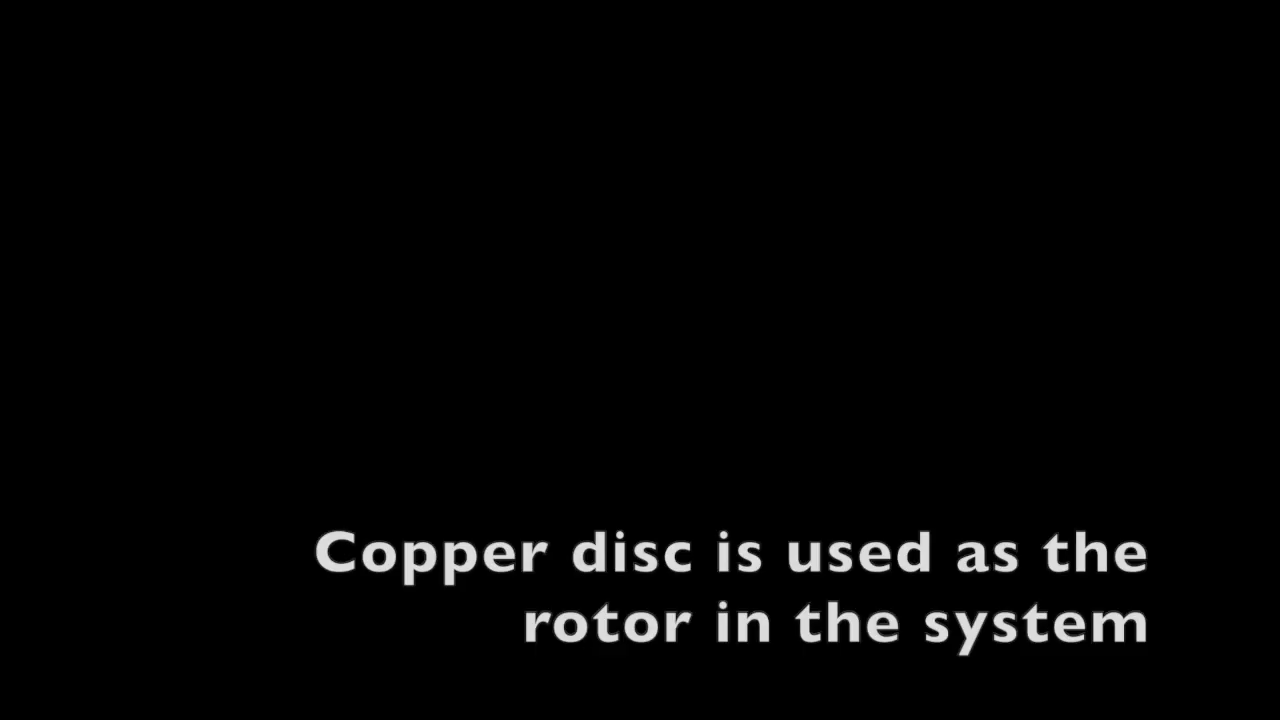 Copper disc is used as the
rotor in the system